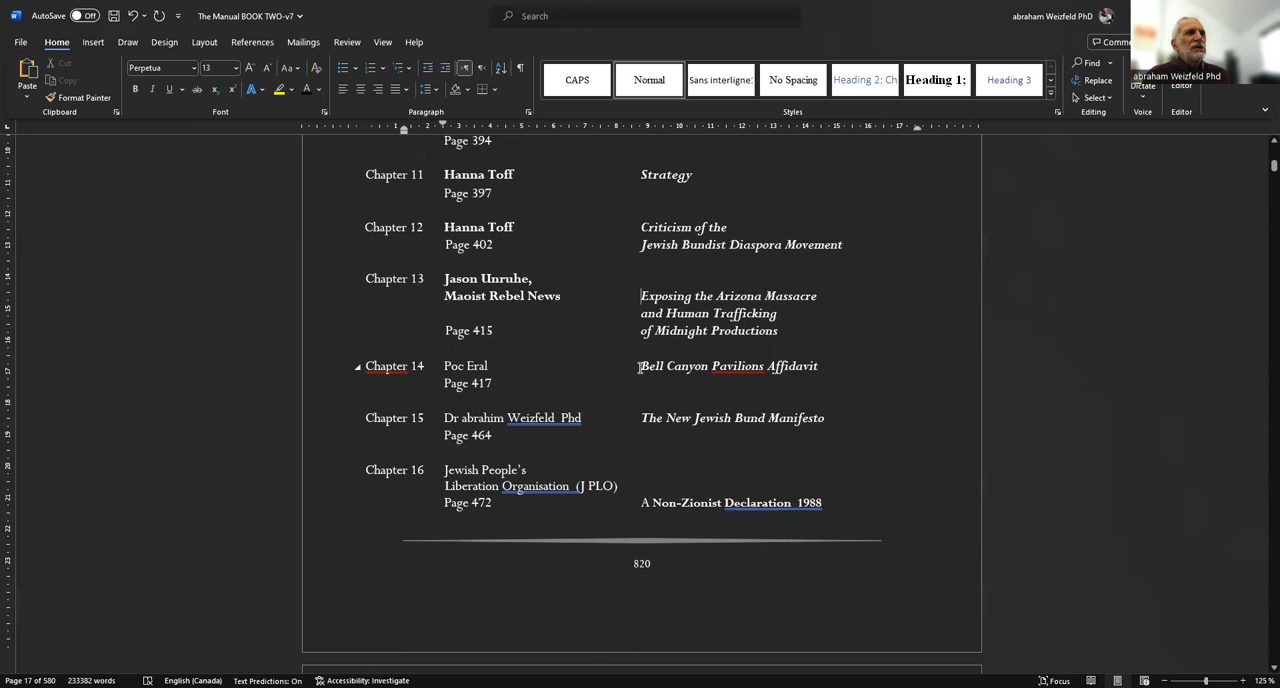 AutoSave Off The Manual BOOK TWO-v7 Search abraham Weizfeld PhD
File Home Insert Draw Design Layout References Mailings Review View Help
Paste Cut Copy Format Painter
Perpetua 13
CAPS Normal Sans interligne; No Spacing Heading 2; Ch Heading 1; Heading 3
Find Replace Select
Dictate Editor
abraham Weizfeld Phd
Clipboard Font Paragraph Styles Editing Voice Editor
Page 394
Chapter 11 Hanna Toff Strategy
Page 397
Chapter 12 Hanna Toff Criticism of the
Page 402 Jewish Bundist Diaspora Movement
Chapter 13 Jason Unruhe,
Maoist Rebel News Exposing the Arizona Massacre
and Human Trafficking
Page 415 of Midnight Productions
Chapter 14 Poe Eral Bell Canyon Pavilions Affidavit
Page 417
Chapter 15 Dr abrahim Weizfeld Phd The New Jewish Bund Manifesto
Page 464
Chapter 16 Jewish People's
Liberation Organisation (J PLO)
Page 472 A Non-Zionist Declaration 1988
820
Page 17 of 580 233382 words English (Canada) Text Predictions: On Accessibility: Investigate Focus 125 %